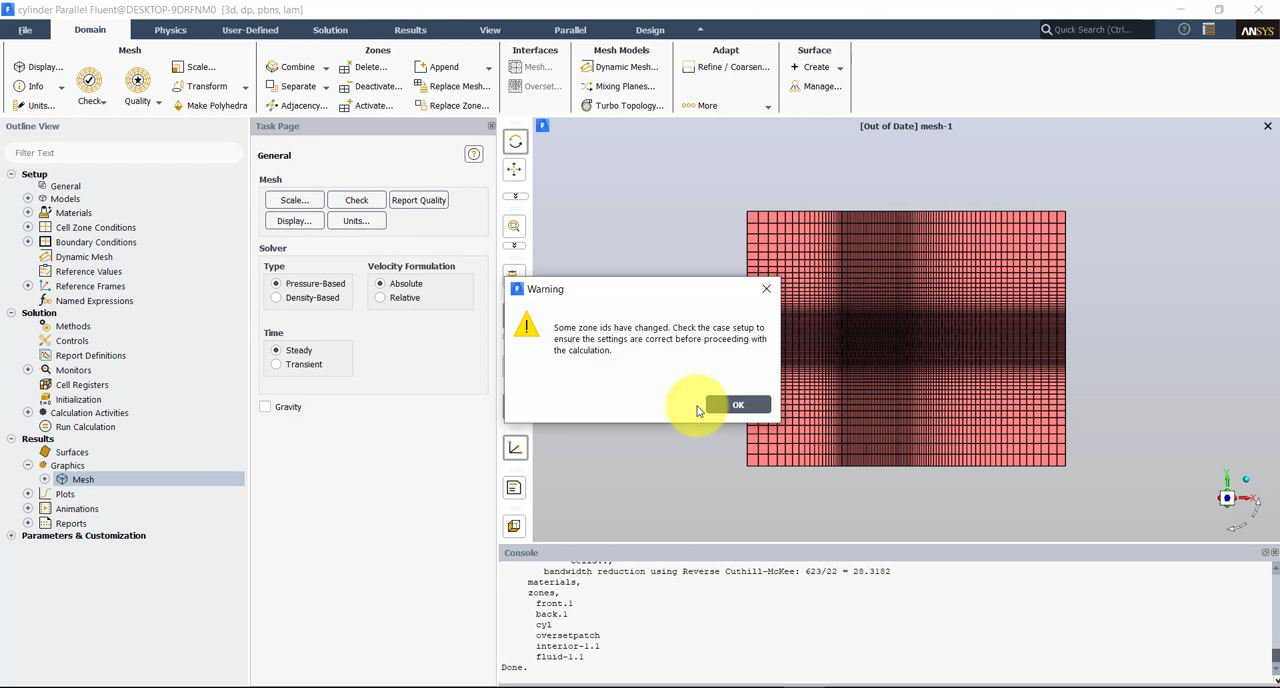 cylinder Parallel Fluent@DESKTOP-9DRFNM0 [3d, dp, pbns, lam]
File Domain Physics User-Defined Solution Results View Parallel Design Quick Search (Ctrl... ANSYS
Mesh Zones Interfaces Mesh Models Adapt Surface
Display... Scale... Combine Delete... Append Mesh... Dynamic Mesh... Refine / Coarsen... Create
Info Transform Separate Deactivate... Replace Mesh... Overset... Mixing Planes... Manage...
Check Quality
Units... Make Polyhedra Adjacency... Activate... Replace Zone... Turbo Topology... More
Outline View
Filter Text
Setup
General
Models
Materials
Cell Zone Conditions
Boundary Conditions
Dynamic Mesh
Reference Values
Reference Frames
Named Expressions
Solution
Methods
Controls
Report Definitions
Monitors
Cell Registers
Initialization
Calculation Activities
Run Calculation
Results
Surfaces
Graphics
Mesh
Plots
Animations
Reports
Parameters & Customization
Task Page
General
Mesh
Scale... Check Report Quality
Display... Units...
Solver
Type
Pressure-Based
Density-Based
Velocity Formulation
Absolute
Relative
Time
Steady
Transient
Gravity
[Out of Date] mesh-1
Warning
Some zone ids have changed. Check the case setup to
ensure the settings are correct before proceeding with
the calculation.
OK
Y
X
Console
bandwidth reduction using Reverse Cuthill-McKee: 623/22 = 28.3182
materials,
zones,
front.1
back.1
cyl
oversetpatch
interior-1.1
fluid-1.1
Done.